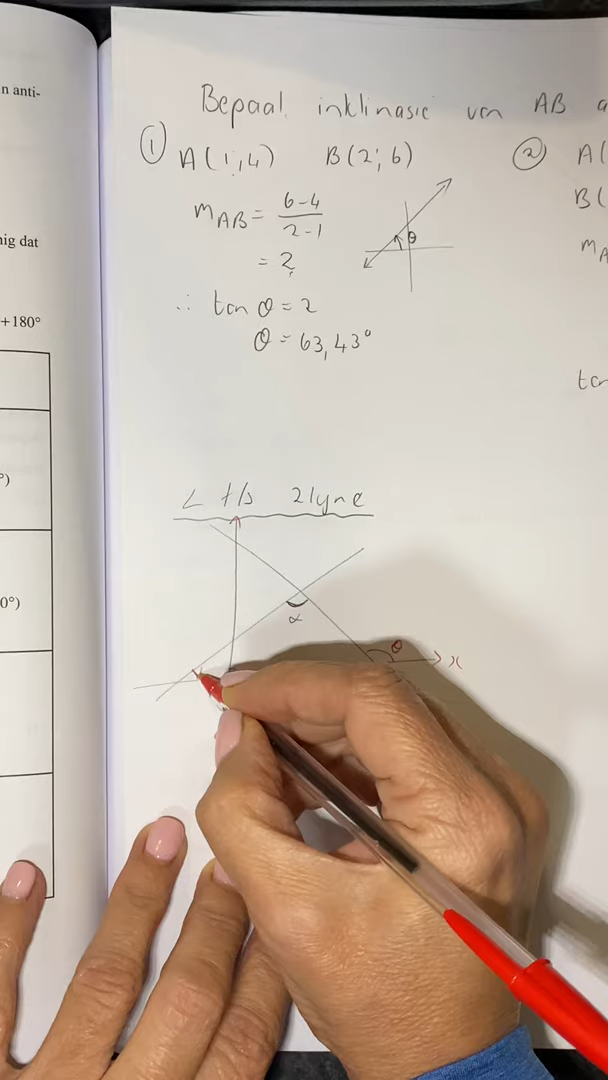 n anti-
nig dat
+180°
°)
0°)
Bepaal inklinasie van AB a
① A(1;4) B(2;6)
m_AB = 6-4 / 2-1
= 2
∴ tan θ = 2
θ = 63,43°
θ
② A(
B(
m_A
tan
∠ t/s 2 lyne
α
θ
x